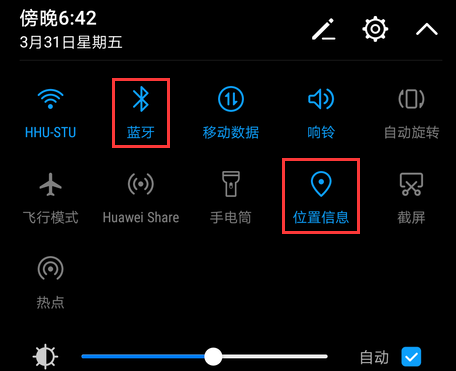 傍晚6:42
3月31日星期五
HHU-STU 蓝牙 移动数据 响铃 自动旋转
飞行模式 Huawei Share 手电筒 位置信息 截屏
热点
自动